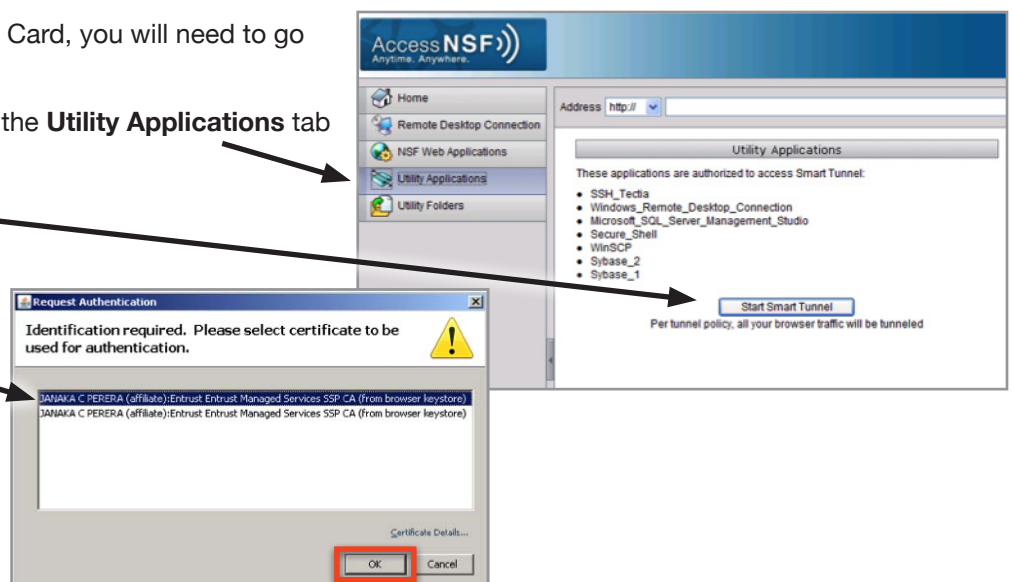 Card, you will need to go
the Utility Applications tab
AccessNSF
Anytime. Anywhere.
Home
Remote Desktop Connection
NSF Web Applications
Utility Applications
Utility Folders
Address http://
Utility Applications
These applications are authorized to access Smart Tunnel:
• SSH_Tectia
• Windows_Remote_Desktop_Connection
• Microsoft_SQL_Server_Management_Studio
• Secure_Shell
• WinSCP
• Sybase_2
• Sybase_1
Start Smart Tunnel
Per tunnel policy, all your browser traffic will be tunneled
Request Authentication
Identification required. Please select certificate to be
used for authentication.
JANAKA C PERERA (affiliate):Entrust Entrust Managed Services SSP CA (from browser keystore)
JANAKA C PERERA (affiliate):Entrust Entrust Managed Services SSP CA (from browser keystore)
Certificate Details...
OK Cancel